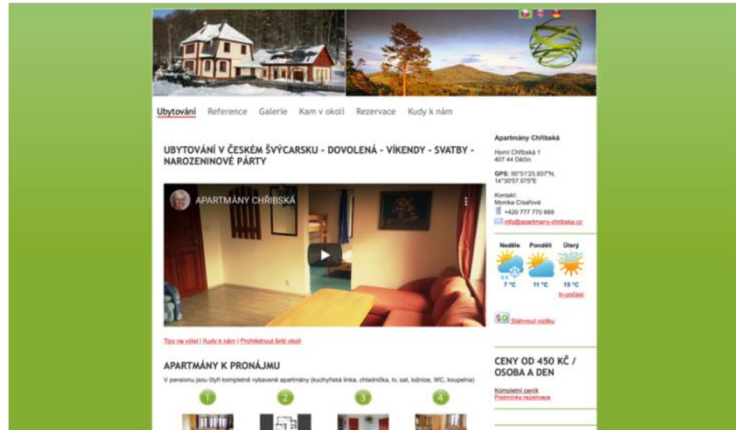 Ubytování Reference Galerie Kam v okolí Rezervace Kudy k nám
UBYTOVÁNÍ V ČESKÉM ŠVÝCARSKU - DOVOLENÁ - VÍKENDY - SVATBY -
NAROZENINOVÉ PÁRTY
APARTMÁNY CHŘIBSKÁ
Tipy na výlet | Kudy k nám | Prohlédnout širší okolí
APARTMÁNY K PRONÁJMU
V pensionu jsou čtyři kompletně vybavené apartmány (kuchyňská linka, chladnička, tv, sat, ložnice, WC, koupelna)
1 2 3 4
Apartmány Chřibská
Horní Chřibská 1
407 44 Děčín
GPS: 50°51'23.937"N,
14°30'57.975"E
Kontakt:
Monika Císařová
+420 777 770 669
info@apartmany-chribska.cz
Neděle Pondělí Úterý
7 °C 11 °C 15 °C
In-počasí
Stáhnout vizitku
CENY OD 450 KČ /
OSOBA A DEN
Kompletní ceník
Podmínky rezervace